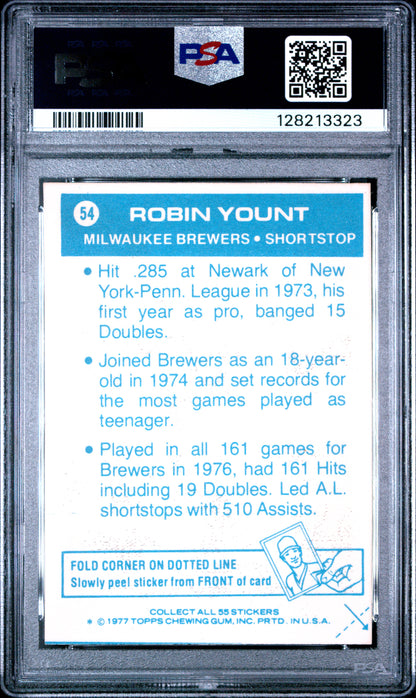 PSA
128213323
54 ROBIN YOUNT
MILWAUKEE BREWERS • SHORTSTOP
• Hit .285 at Newark of New
York-Penn. League in 1973, his
first year as pro, banged 15
Doubles.
• Joined Brewers as an 18-year-
old in 1974 and set records for
the most games played as
teenager.
• Played in all 161 games for
Brewers in 1976, had 161 Hits
including 19 Doubles. Led A.L.
shortstops with 510 Assists.
FOLD CORNER ON DOTTED LINE
Slowly peel sticker from FRONT of card
COLLECT ALL 55 STICKERS
* © 1977 TOPPS CHEWING GUM, INC. PRTD. IN U.S.A.
PSA